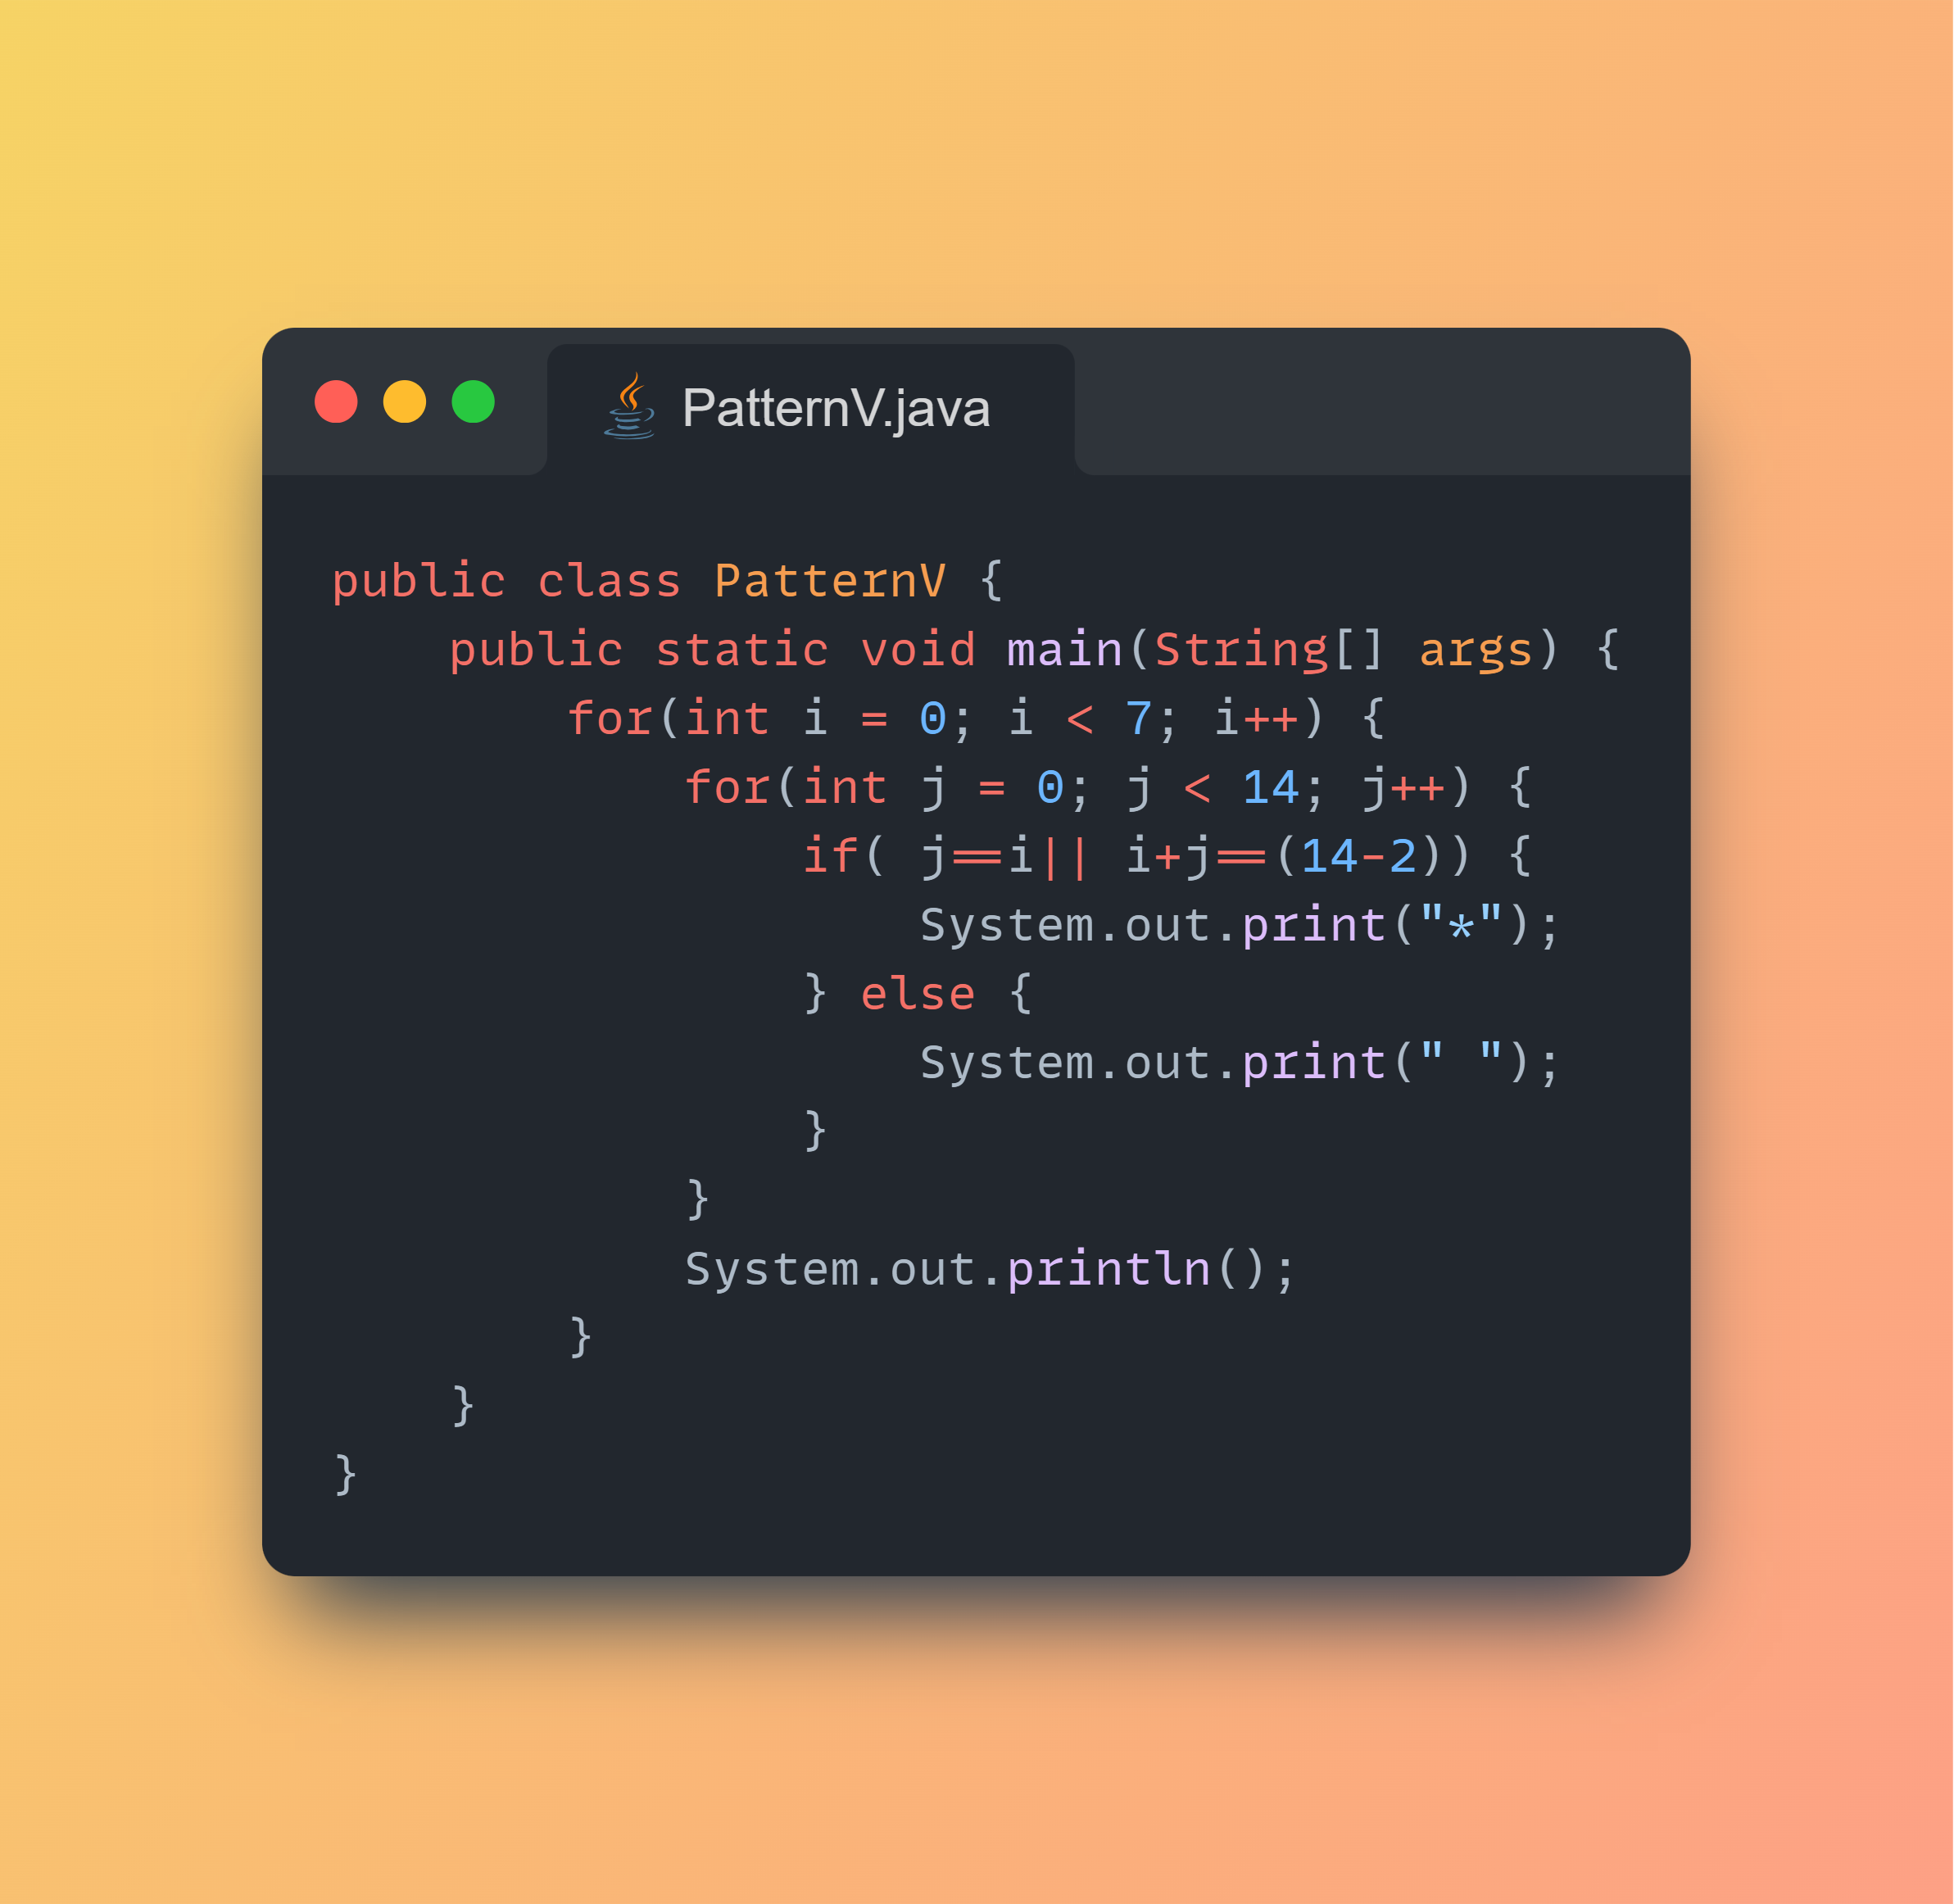 PatternV.java
public class PatternV {
    public static void main(String[] args) {
        for(int i = 0; i < 7; i++) {
            for(int j = 0; j < 14; j++) {
                if( j==i|| i+j==(14-2)) {
                    System.out.print("*");
                } else {
                    System.out.print(" ");
                }
            }
            System.out.println();
        }
    }
}